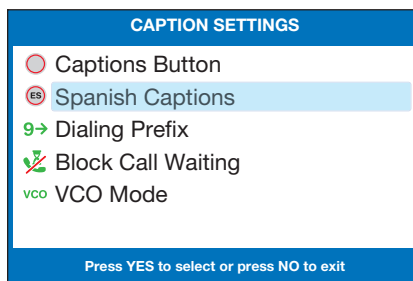 CAPTION SETTINGS
Captions Button
ES Spanish Captions
9→ Dialing Prefix
Block Call Waiting
VCO VCO Mode
Press YES to select or press NO to exit